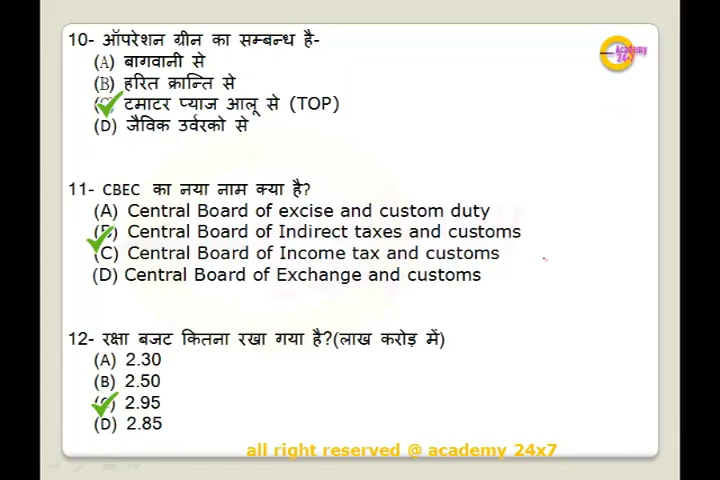 10- ऑपरेशन ग्रीन का सम्बन्ध है-
Academy
24x7
(A) बागवानी से
(B) हरित क्रान्ति से
(C) टमाटर प्याज आलू से (TOP)
(D) जैविक उर्वरको से
11- CBEC का नया नाम क्या है?
(A) Central Board of excise and custom duty
(B) Central Board of Indirect taxes and customs
(C) Central Board of Income tax and customs
(D) Central Board of Exchange and customs
12- रक्षा बजट कितना रखा गया है?(लाख करोड़ में)
(A) 2.30
(B) 2.50
(C) 2.95
(D) 2.85
all right reserved @ academy 24x7